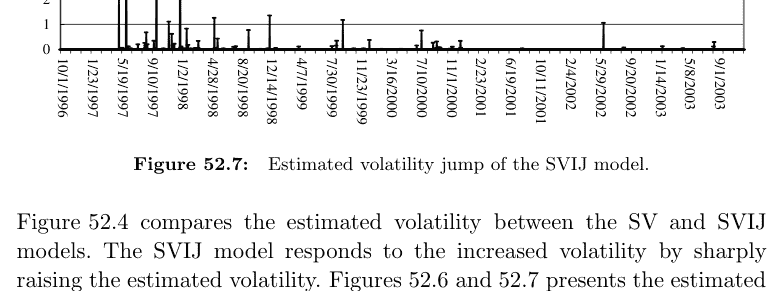 2
1
0
10/1/1996 1/23/1997 5/19/1997 9/10/1997 1/2/1998 4/28/1998 8/20/1998 12/14/1998 4/7/1999 7/30/1999 11/23/1999 3/16/2000 7/10/2000 11/1/2000 2/23/2001 6/19/2001 10/11/2001 2/4/2002 5/29/2002 9/20/2002 1/14/2003 5/8/2003 9/1/2003
Figure 52.7: Estimated volatility jump of the SVIJ model.
Figure 52.4 compares the estimated volatility between the SV and SVIJ
models. The SVIJ model responds to the increased volatility by sharply
raising the estimated volatility. Figures 52.6 and 52.7 presents the estimated